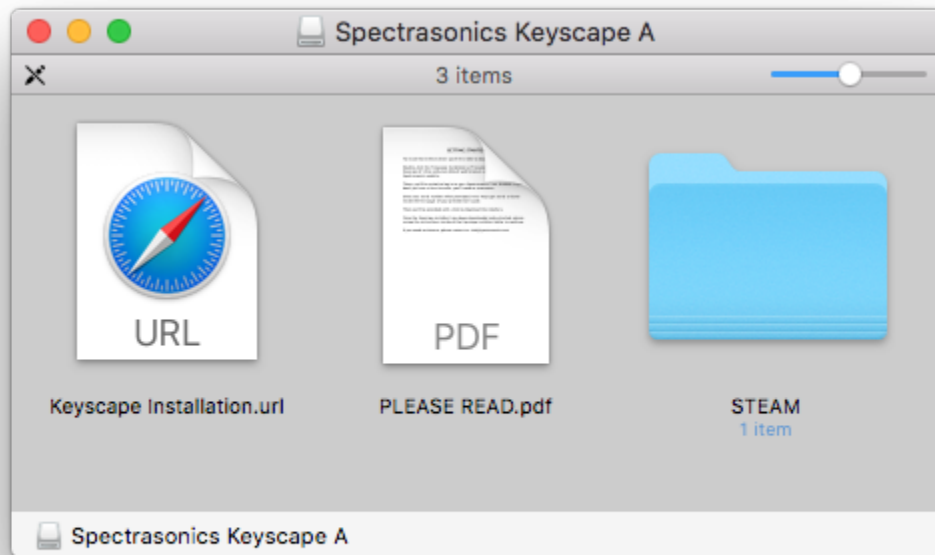 Spectrasonics Keyscape A
3 items
URL
PDF
Keyscape Installation.url
PLEASE READ.pdf
STEAM
1 item
Spectrasonics Keyscape A